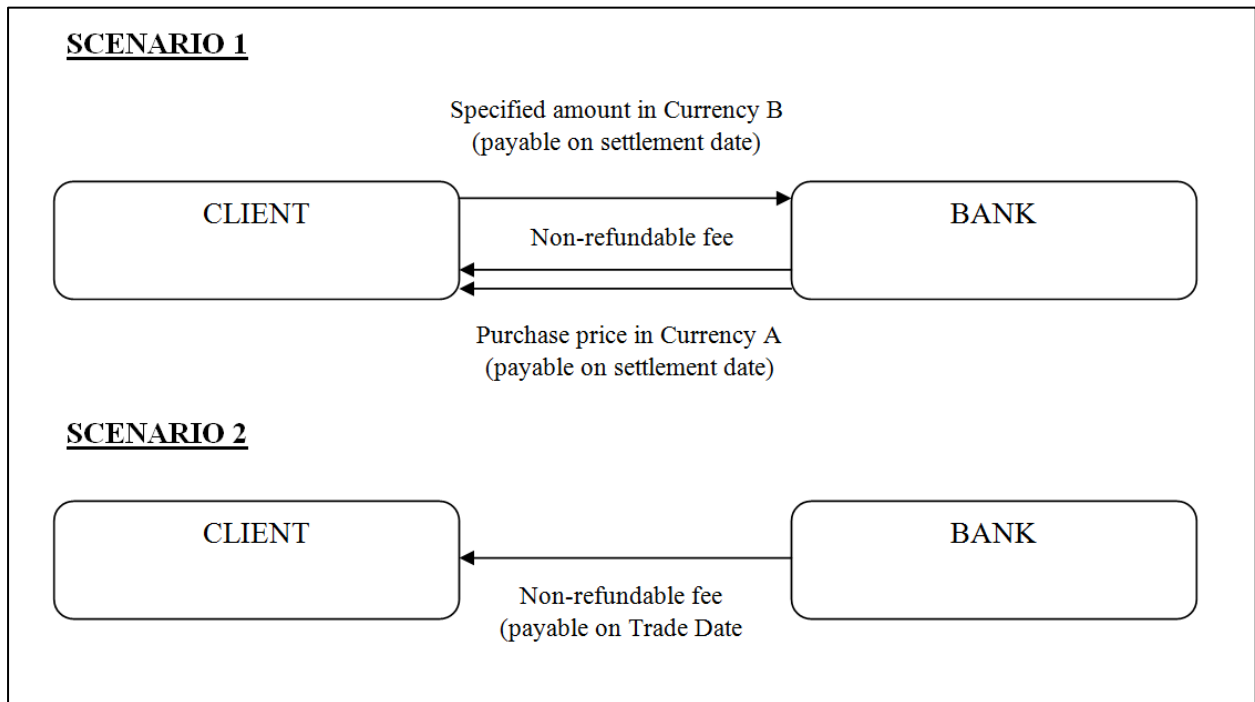 SCENARIO 1
Specified amount in Currency B
(payable on settlement date)
CLIENT
BANK
Non-refundable fee
Purchase price in Currency A
(payable on settlement date)
SCENARIO 2
CLIENT
BANK
Non-refundable fee
(payable on Trade Date